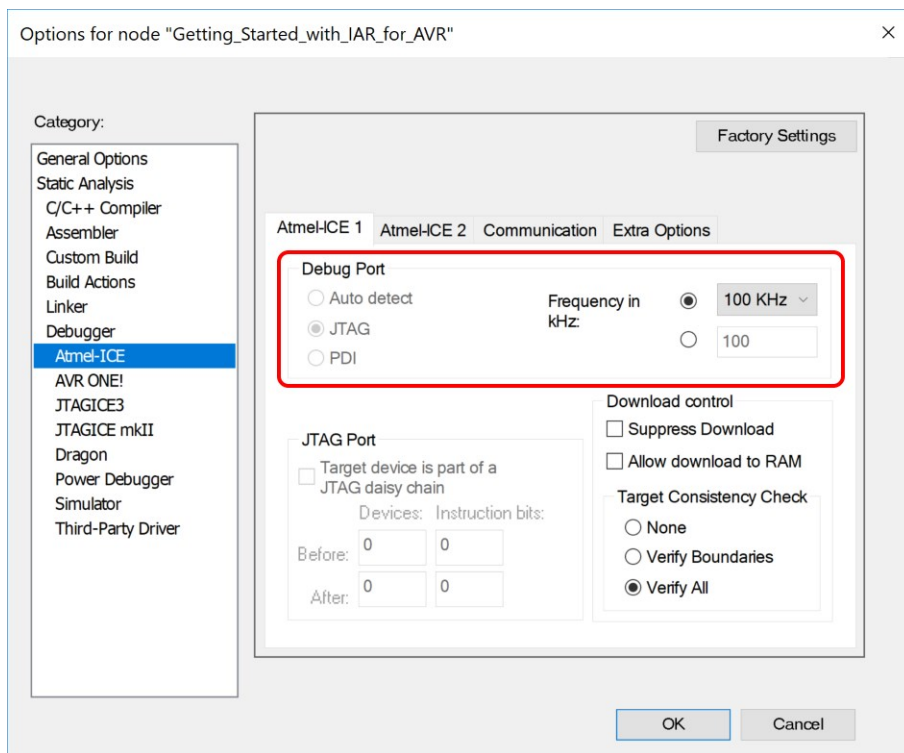 Options for node "Getting_Started_with_IAR_for_AVR"
Category:
General Options
Static Analysis
C/C++ Compiler
Assembler
Custom Build
Build Actions
Linker
Debugger
Atmel-ICE
AVR ONE!
JTAGICE3
JTAGICE mkII
Dragon
Power Debugger
Simulator
Third-Party Driver
Factory Settings
Atmel-ICE 1 Atmel-ICE 2 Communication Extra Options
Debug Port
Auto detect
JTAG
PDI
Frequency in
kHz:
100 KHz
100
JTAG Port
Target device is part of a
JTAG daisy chain
Devices: Instruction bits:
Before: 0 0
After: 0 0
Download control
Suppress Download
Allow download to RAM
Target Consistency Check
None
Verify Boundaries
Verify All
OK Cancel